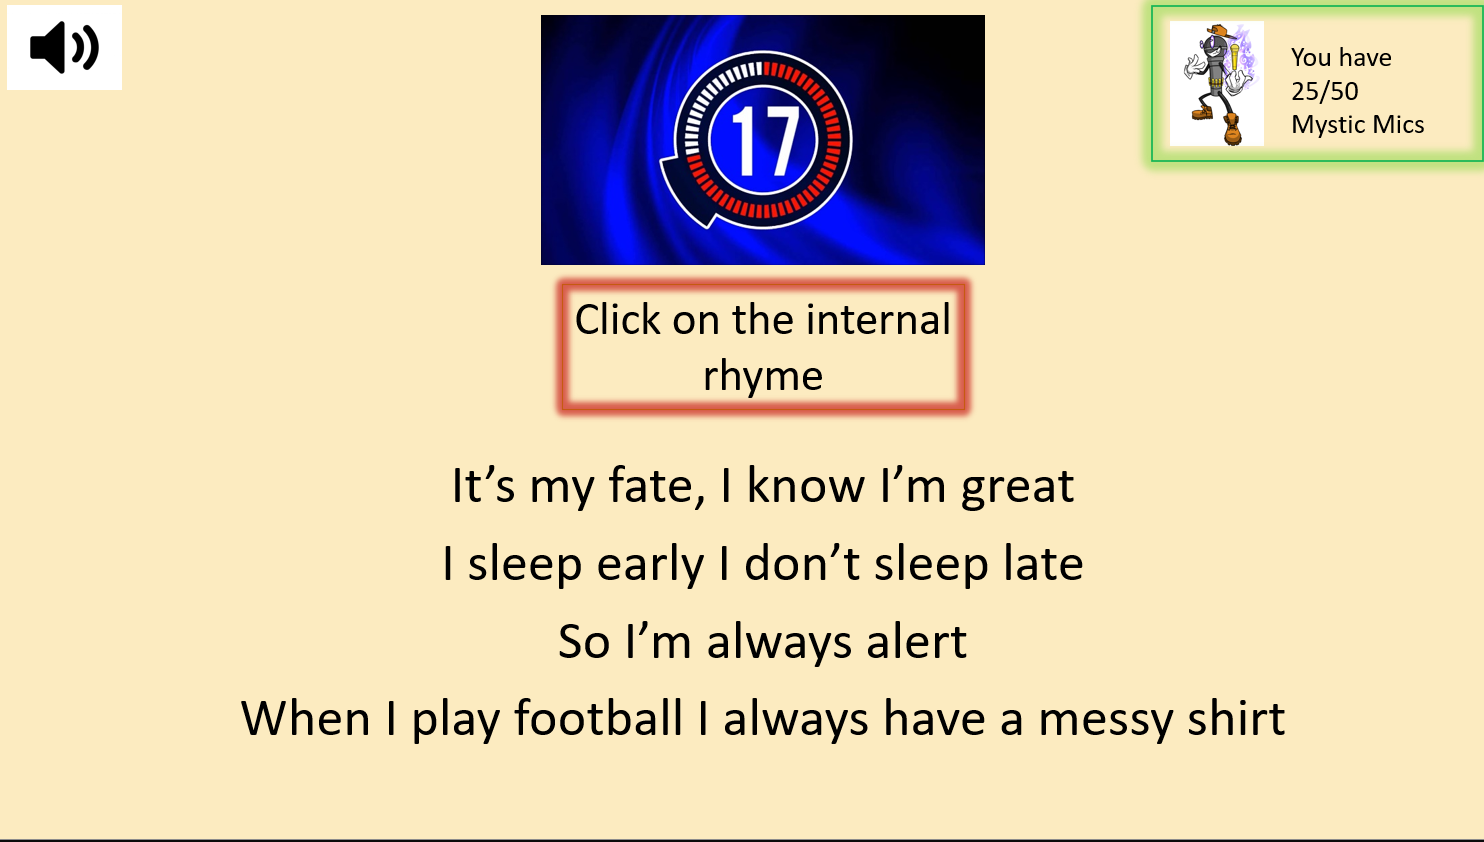 17
You have
25/50
Mystic Mics
Click on the internal
rhyme
It’s my fate, I know I’m great
I sleep early I don’t sleep late
So I’m always alert
When I play football I always have a messy shirt